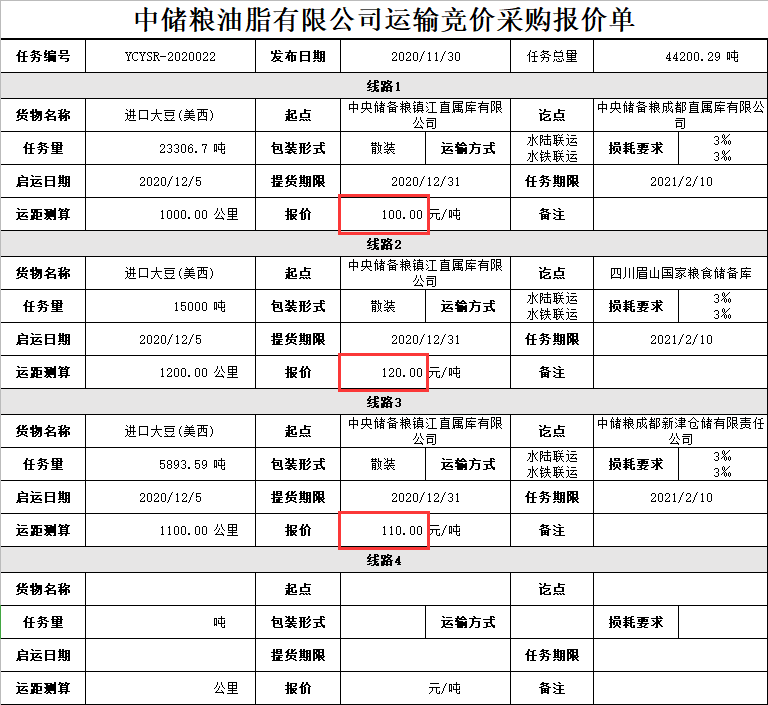 中储粮油脂有限公司运输竞价采购报价单
任务编号 YCYSR-2020022 发布日期 2020/11/30 任务总量 44200.29 吨
线路1
货物名称 进口大豆(美西) 起点 中央储备粮镇江直属库有限公司 讫点 中央储备粮成都直属库有限公司
任务量 23306.7 吨 包装形式 散装 运输方式 水陆联运 水铁联运 损耗要求 3‰ 3‰
启运日期 2020/12/5 提货期限 2020/12/31 任务期限 2021/2/10
运距测算 1000.00 公里 报价 100.00 元/吨 备注
线路2
货物名称 进口大豆(美西) 起点 中央储备粮镇江直属库有限公司 讫点 四川眉山国家粮食储备库
任务量 15000 吨 包装形式 散装 运输方式 水陆联运 水铁联运 损耗要求 3‰ 3‰
启运日期 2020/12/5 提货期限 2020/12/31 任务期限 2021/2/10
运距测算 1200.00 公里 报价 120.00 元/吨 备注
线路3
货物名称 进口大豆(美西) 起点 中央储备粮镇江直属库有限公司 讫点 中储粮成都新津仓储有限责任公司
任务量 5893.59 吨 包装形式 散装 运输方式 水陆联运 水铁联运 损耗要求 3‰ 3‰
启运日期 2020/12/5 提货期限 2020/12/31 任务期限 2021/2/10
运距测算 1100.00 公里 报价 110.00 元/吨 备注
线路4
货物名称 起点 讫点
任务量 吨 包装形式 运输方式 损耗要求
启运日期 提货期限 任务期限
运距测算 公里 报价 元/吨 备注